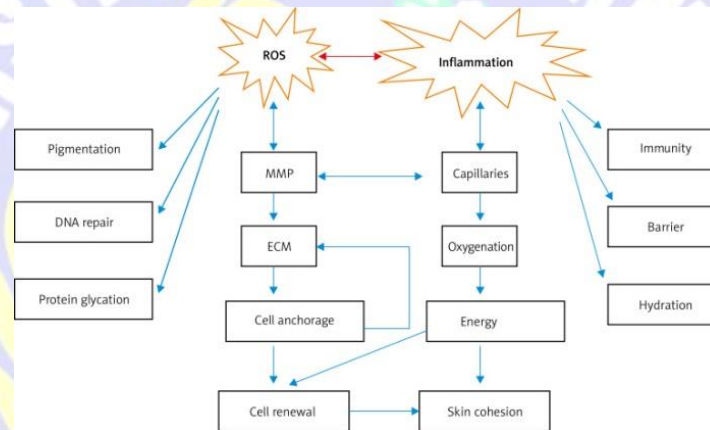 ROS
Inflammation
Pigmentation
MMP
Capillaries
Immunity
DNA repair
ECM
Oxygenation
Barrier
Protein glycation
Cell anchorage
Energy
Hydration
Cell renewal
Skin cohesion